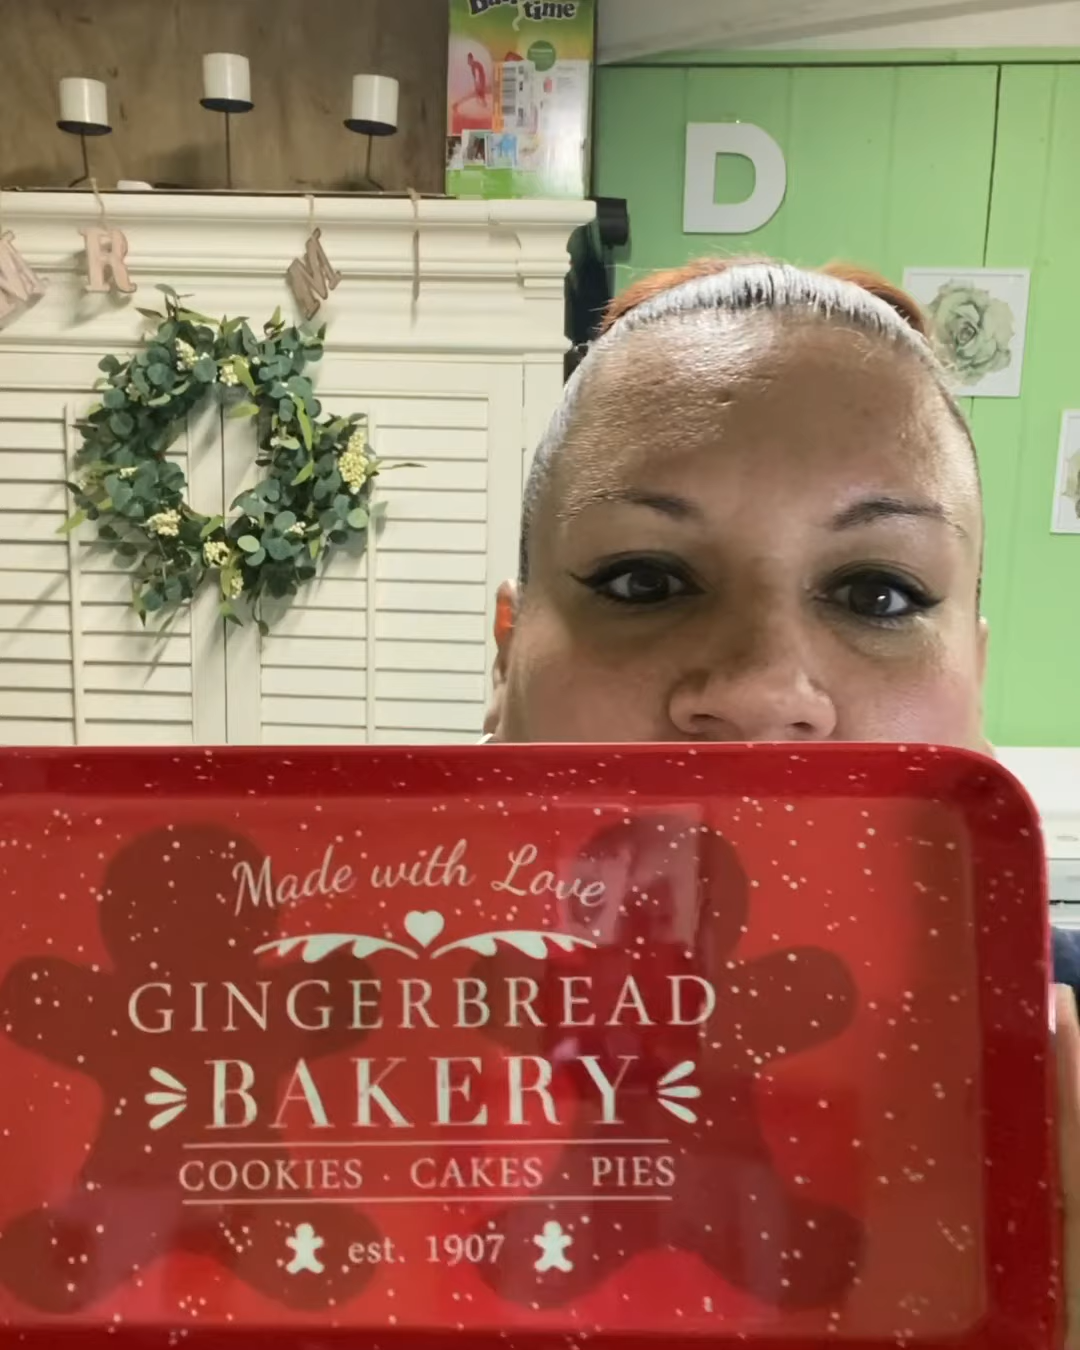 time
D
R
M
Made with Love
GINGERBREAD
BAKERY
COOKIES · CAKES · PIES
est. 1907